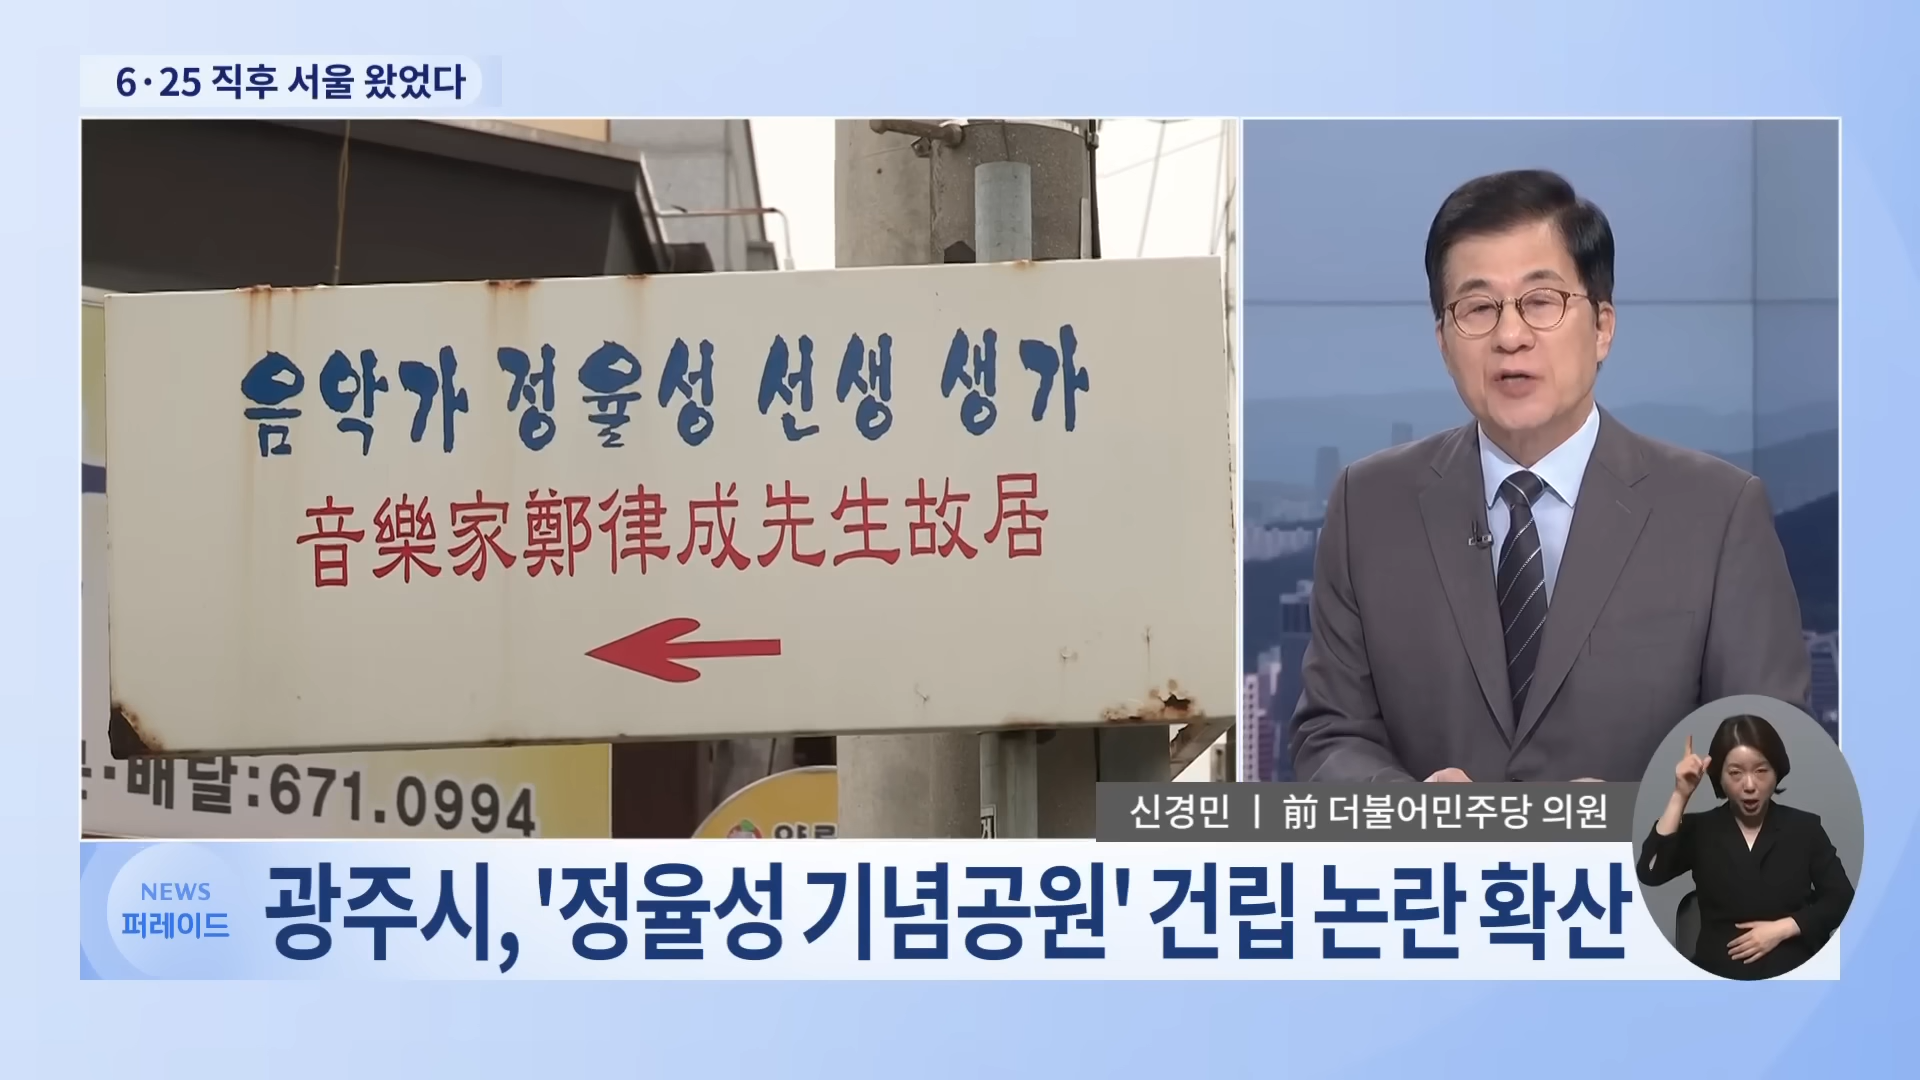 6·25 직후 서울 왔었다
음악가 정율성 선생 생가
音樂家鄭律成先生故居
·배달:671.0994
신경민 | 前 더불어민주당 의원
NEWS
퍼레이드
광주시, '정율성 기념공원' 건립 논란 확산